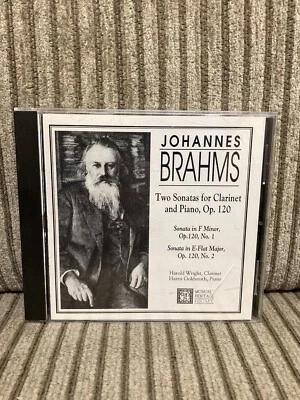 JOHANNES
BRAHMS
Two Sonatas for Clarinet
and Piano, Op. 120
Sonata in F Minor,
Op.120, No. 1
Sonata in E-Flat Major,
Op. 120, No. 2
Harold Wright, Clarinet
Harris Goldsmith, Piano
MUSICAL
HERITAGE
SOCIETY